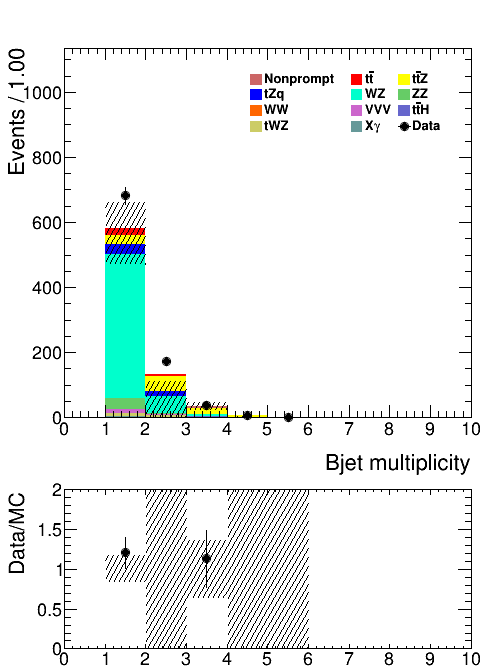 Events / 1.00
1000
800
600
400
200
0
Nonprompt tt̄ tt̄Z
tZq WZ ZZ
WW VVV tt̄H
tWZ Xγ Data
0 1 2 3 4 5 6 7 8 9 10
Bjet multiplicity
Data/MC
2
1.5
1
0.5
0
0 1 2 3 4 5 6 7 8 9 10